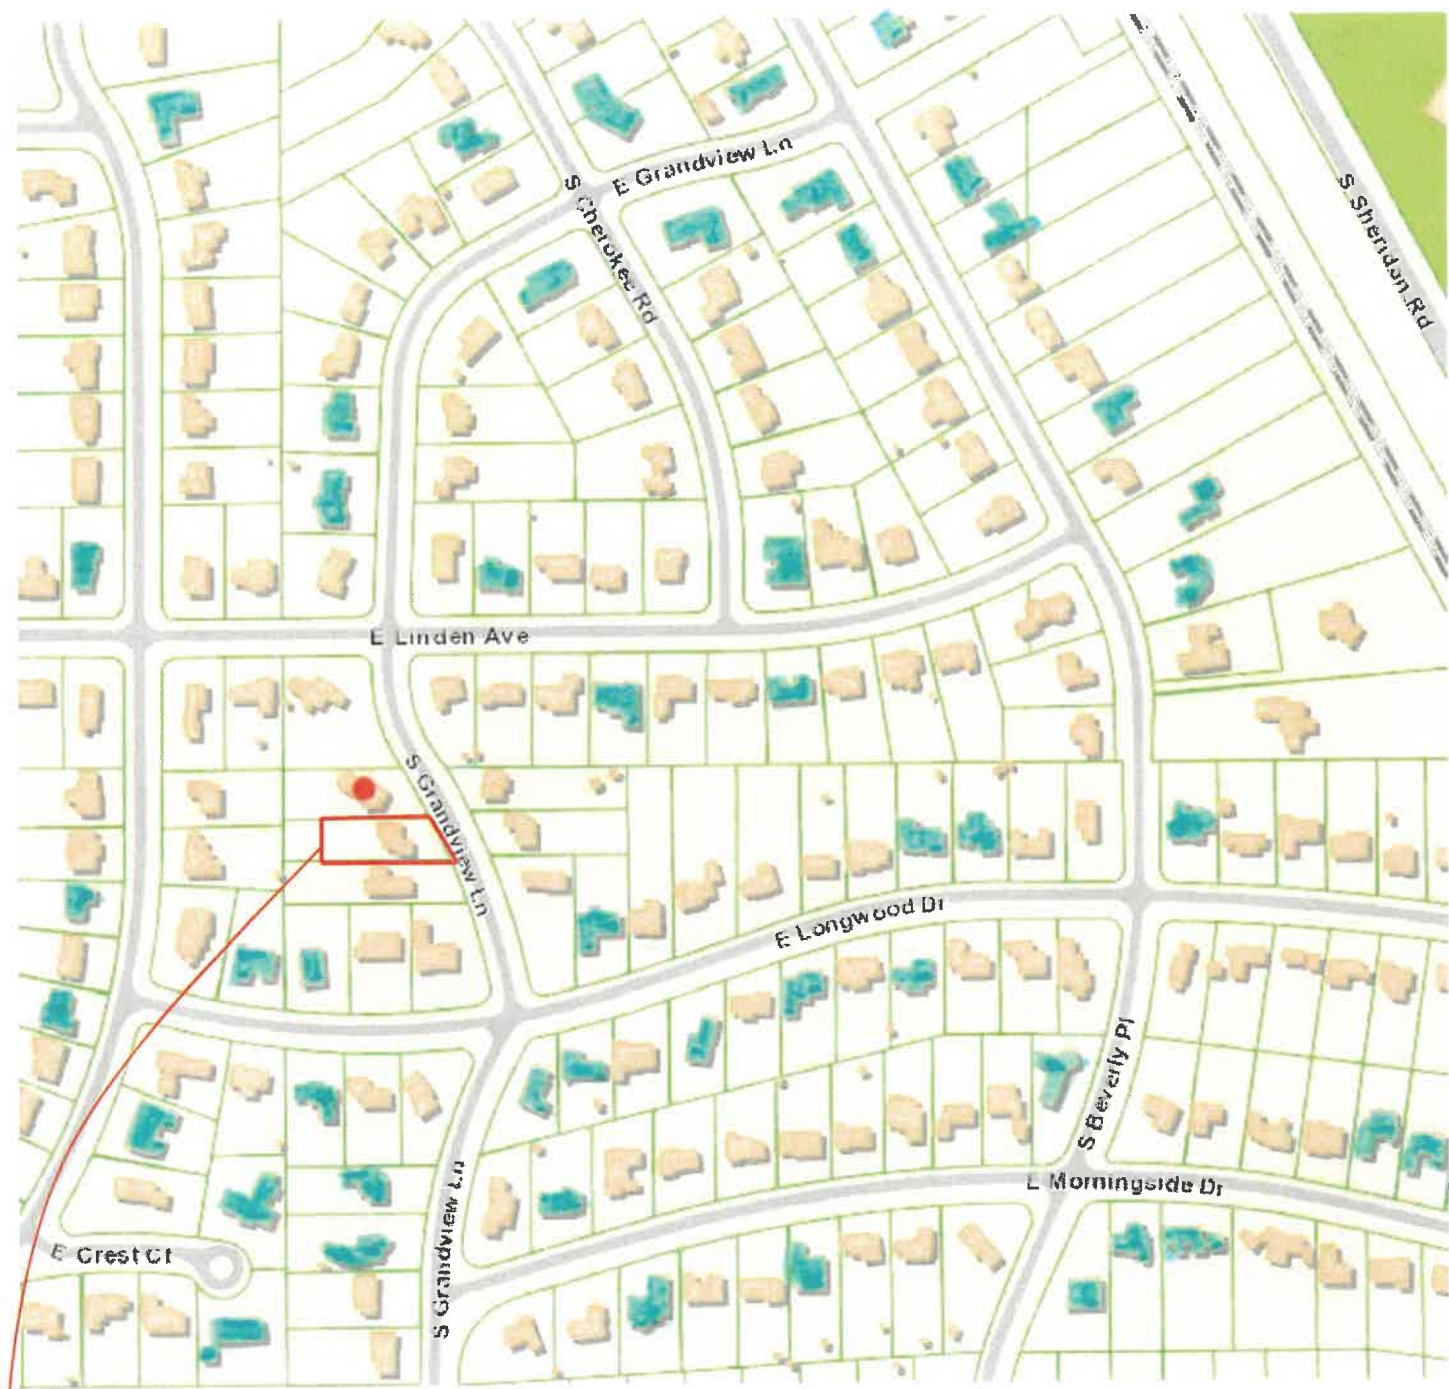 E Grandview Ln
S Cherokee Rd
S Sheridan Rd
E Linden Ave
S Grandview Ln
E Longwood Dr
S Beverly Pl
E Morningside Dr
S Grandview Ln
E Crest Ct